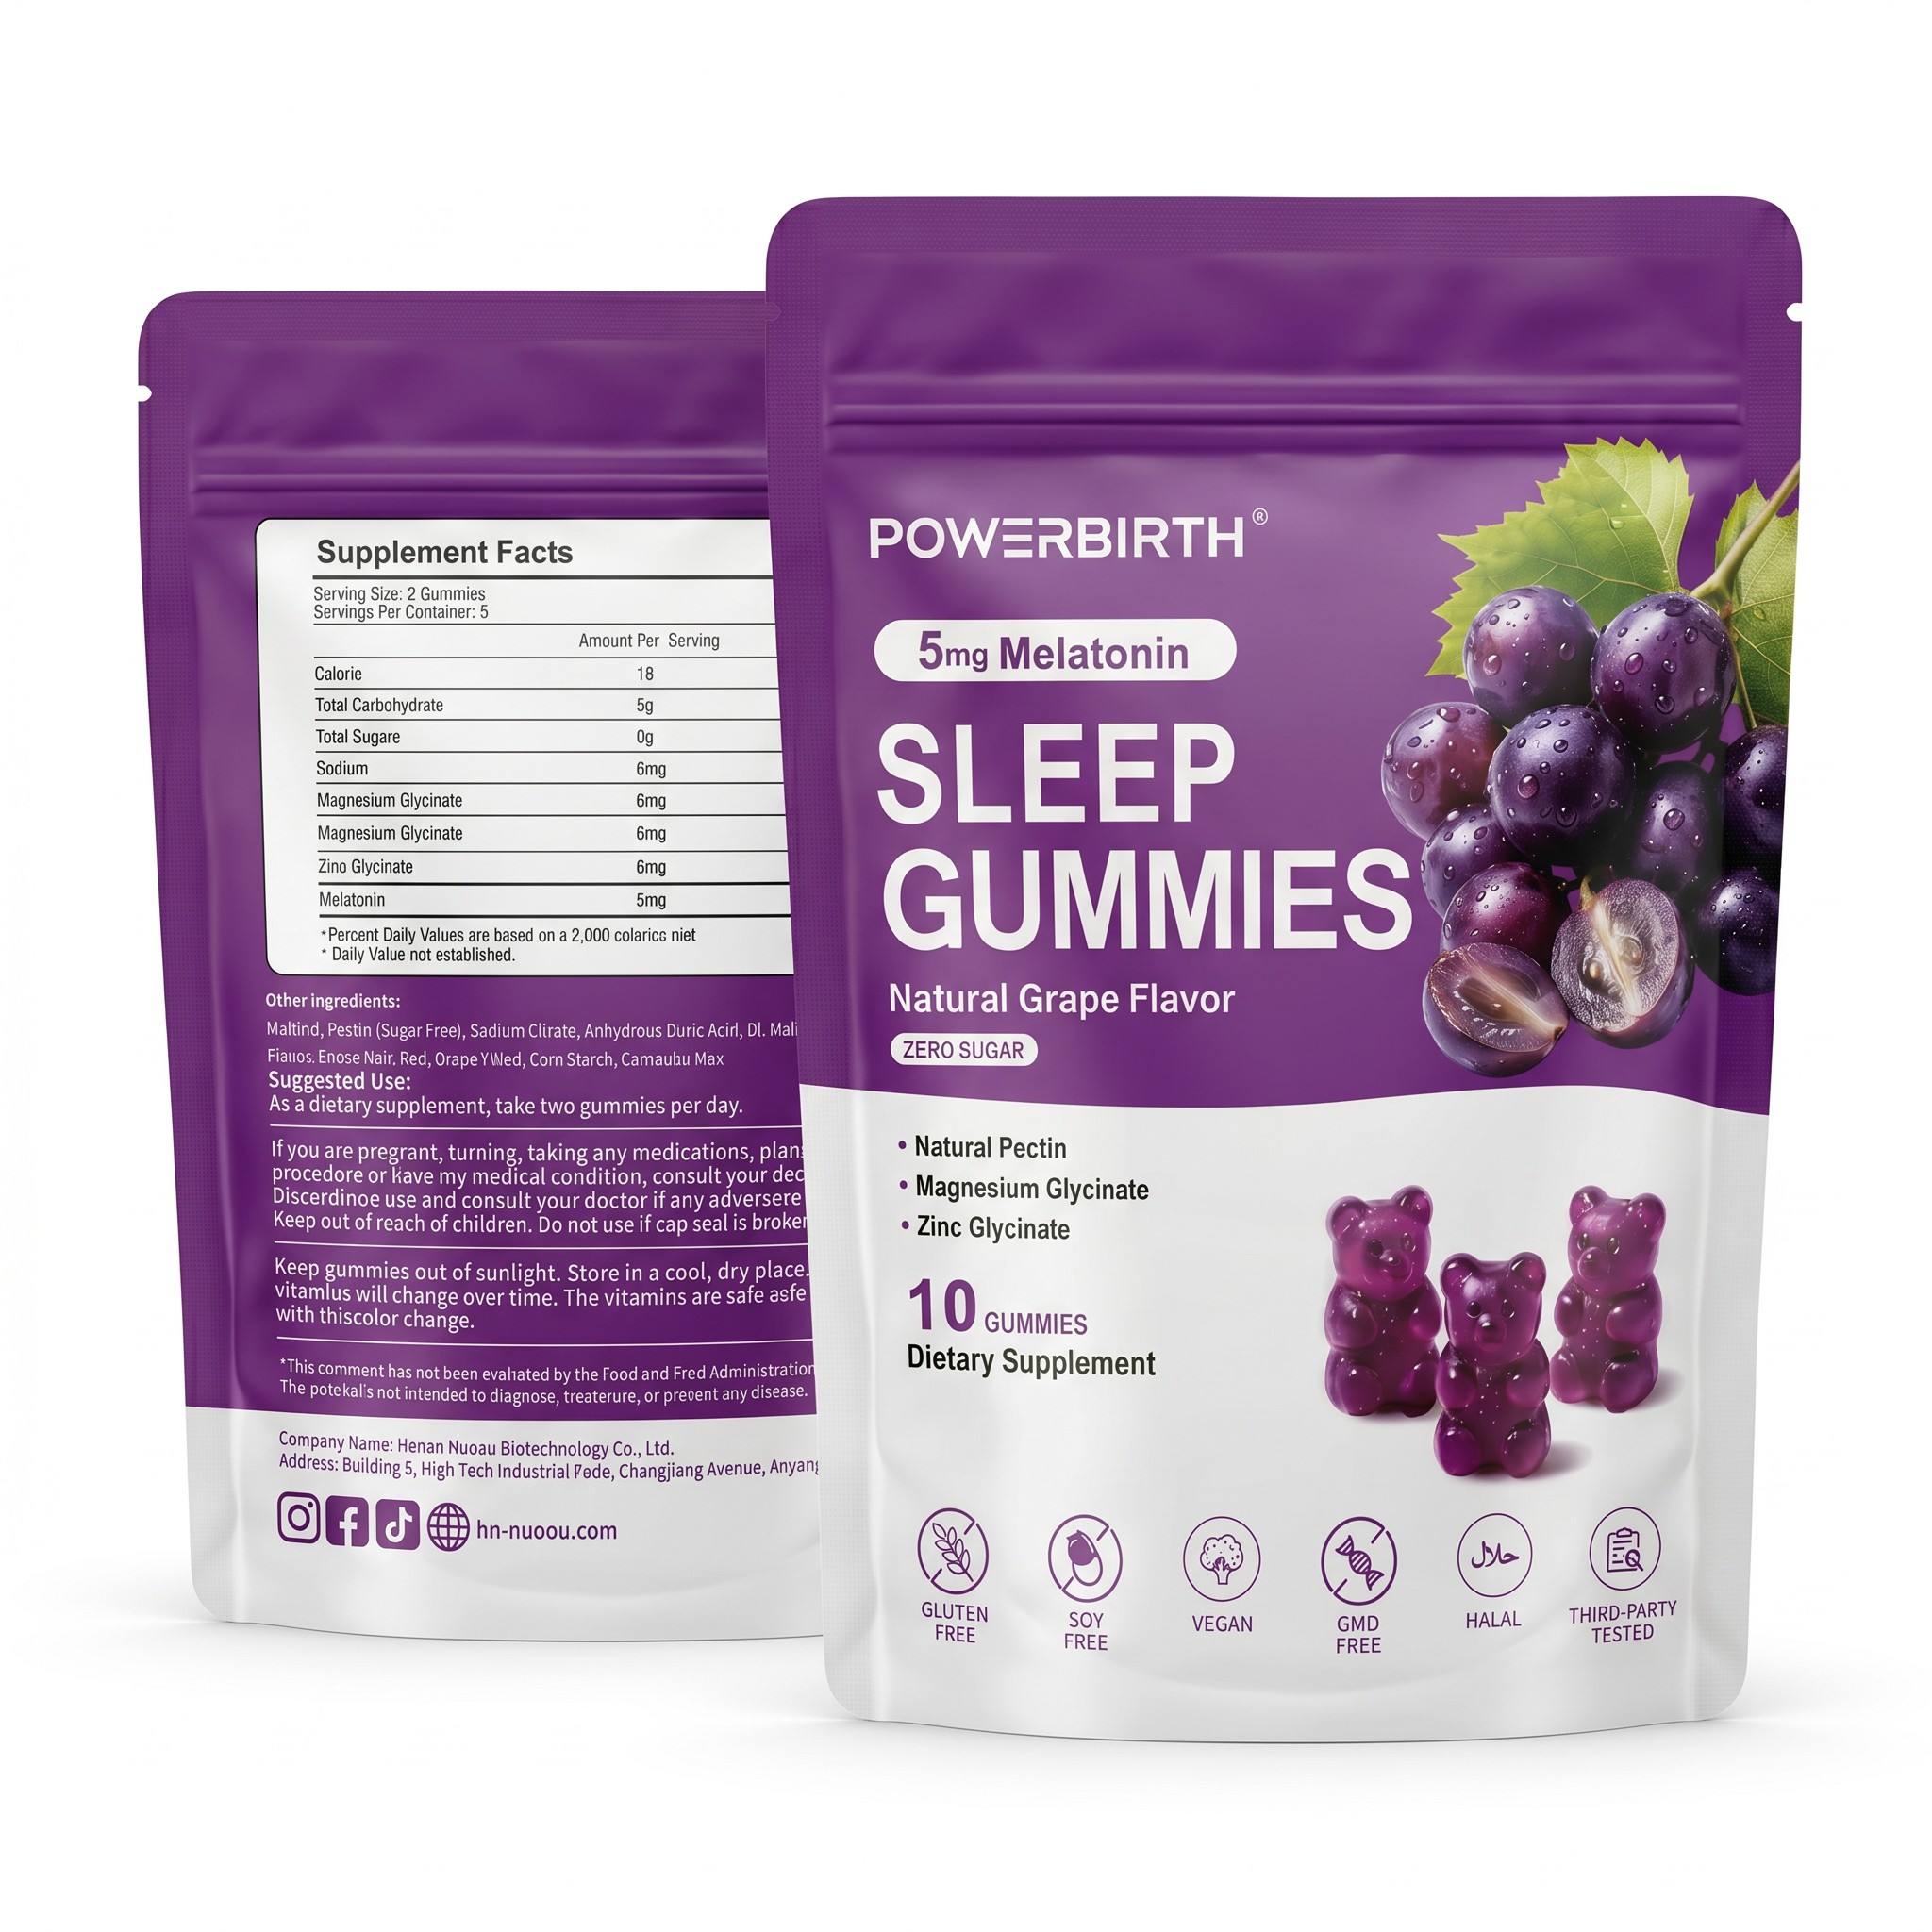 Supplement Facts
Serving Size: 2 Gummies
Servings Per Container: 5
Amount Per Serving
Calorie 18
Total Carbohydrate 5g
Total Sugare 0g
Sodium 6mg
Magnesium Glycinate 6mg
Magnesium Glycinate 6mg
Zino Glycinate 6mg
Melatonin 5mg
*Percent Daily Values are based on a 2,000 colarics niet
* Daily Value not established.
Other ingredients:
Maltind, Pestin (Sugar Free), Sadium Clirate, Anhydrous Duric Acirl, Dl. Mali
Enose Nair, Red, Orape Corn Starch, Max
Suggested Use:
As a dietary supplement, take two gummies per day.
If you are pregrant, turning, taking any medications, plan
procedore or kave my medical condition, consult your dec
Discerdinoe use and consult your doctor if any adversere
Keep out of reach of children. Do not use if cap seal is broker
Keep gummies out of sunlight. Store in a cool, dry place.
vitamlus will change over time. The vitamins are safe asfe
with thiscolor change.
*This comment has not been evaluated by the Food and Fred Administration
The not intended to diagnose, treaterure, or prevent any disease.
Company Name: Henan Nuoau Biotechnology Co., Ltd.
Address: Building 5, High Tech Industrial Fode, Changjiang Avenue, Anyang
hn-nuoou.com
POWERBIRTH®
5mg Melatonin
SLEEP
GUMMIES
Natural Grape Flavor
ZERO SUGAR
• Natural Pectin
• Magnesium Glycinate
• Zinc Glycinate
10 GUMMIES
Dietary Supplement
حلال
GLUTEN
FREE
SOY
FREE
VEGAN
GMD
FREE
HALAL
THIRD-PARTY
TESTED